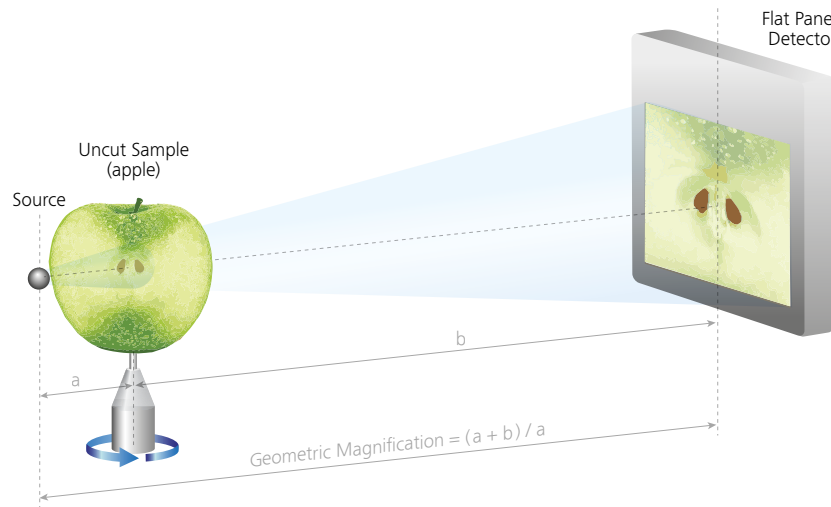 Flat Pane
Detecto
Uncut Sample
(apple)
Source
b
a
Geometric Magnification = (a + b) / a